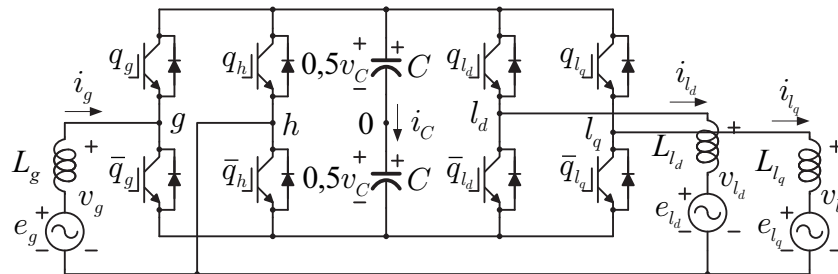 q_g q_h 0,5v_C + + C q_{l_d} q_{l_q}
−
i_g i_{l_d} i_{l_q}
g h 0 i_C l_d l_q
+ + +
L_g q̅_g q̅_h 0,5v_C + + C q̅_{l_d} q̅_{l_q} L_{l_d} L_{l_q}
−
v_g v_{l_d}
+ + +
e_g e_{l_d} e_{l_q}
− − − − − −